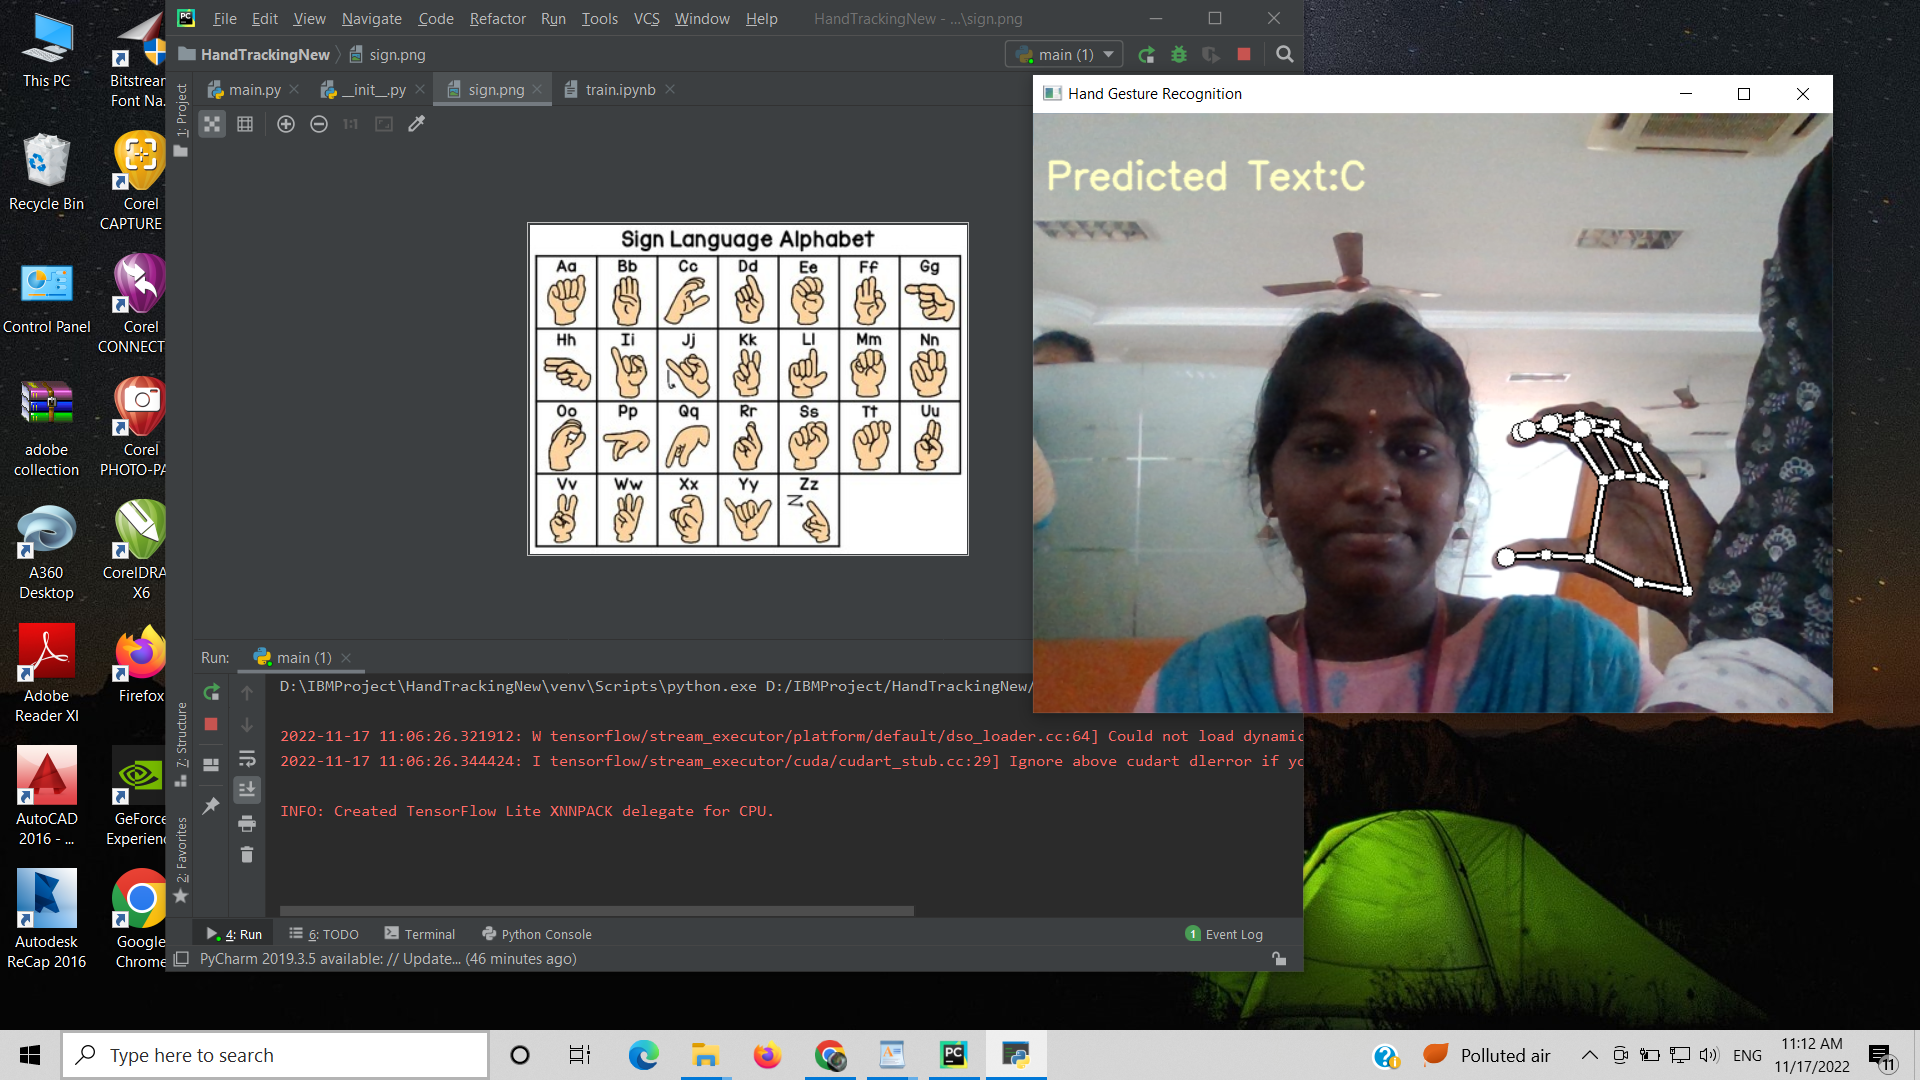 This PC
Bitstream
Font Na...
Recycle Bin
Corel
CAPTURE
Control Panel
Corel
CONNECT
adobe
collection
Corel
PHOTO-PA
A360
Desktop
CorelDRA
X6
Adobe
Reader XI
Firefox
AutoCAD
2016 - ...
GeForce
Experienc
Autodesk
ReCap 2016
Google
Chrome
File Edit View Navigate Code Refactor Run Tools VCS Window Help HandTrackingNew - ...\sign.png
HandTrackingNew sign.png main (1)
main.py __init__.py sign.png train.ipynb
1: Project
1:1
Sign Language Alphabet
Aa Bb Cc Dd Ee Ff Gg
Hh Ii Jj Kk Ll Mm Nn
Oo Pp Qq Rr Ss Tt Uu
Vv Ww Xx Yy Zz
Hand Gesture Recognition
Predicted Text:C
Run: main (1)
D:\IBMProject\HandTrackingNew\venv\Scripts\python.exe D:/IBMProject/HandTrackingNew/
2022-11-17 11:06:26.321912: W tensorflow/stream_executor/platform/default/dso_loader.cc:64] Could not load dynamic
2022-11-17 11:06:26.344424: I tensorflow/stream_executor/cuda/cudart_stub.cc:29] Ignore above cudart dlerror if yo
INFO: Created TensorFlow Lite XNNPACK delegate for CPU.
7: Structure
2: Favorites
4: Run 6: TODO Terminal Python Console 1 Event Log
PyCharm 2019.3.5 available: // Update... (46 minutes ago)
Type here to search
Polluted air ENG 11:12 AM
11/17/2022 11